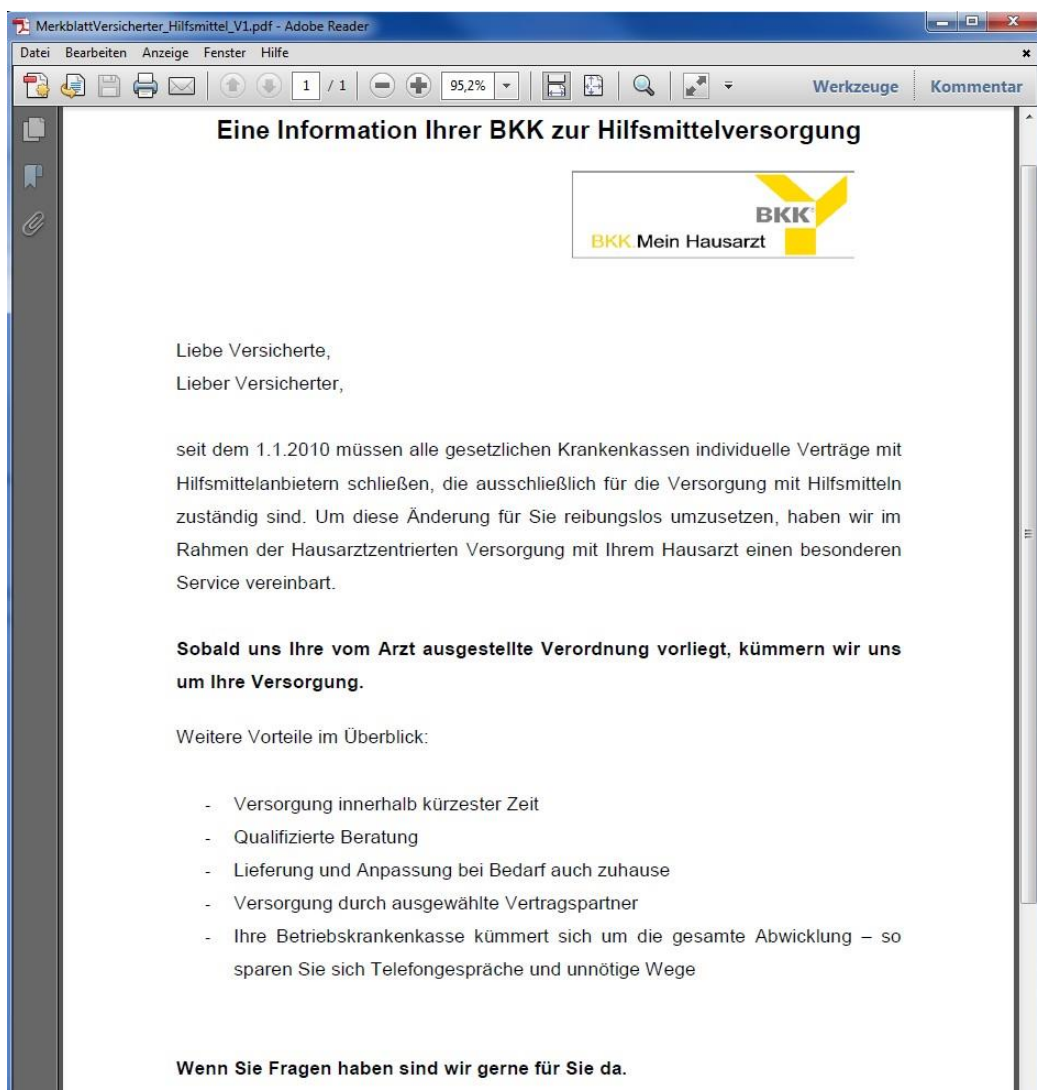 MerkblattVersicherter_Hilfsmittel_V1.pdf - Adobe Reader
Datei Bearbeiten Anzeige Fenster Hilfe
1 / 1 95,2% Werkzeuge Kommentar
Eine Information Ihrer BKK zur Hilfsmittelversorgung
BKK
BKK.Mein Hausarzt
Liebe Versicherte,
Lieber Versicherter,
seit dem 1.1.2010 müssen alle gesetzlichen Krankenkassen individuelle Verträge mit
Hilfsmittelanbietern schließen, die ausschließlich für die Versorgung mit Hilfsmitteln
zuständig sind. Um diese Änderung für Sie reibungslos umzusetzen, haben wir im
Rahmen der Hausarztzentrierten Versorgung mit Ihrem Hausarzt einen besonderen
Service vereinbart.
Sobald uns Ihre vom Arzt ausgestellte Verordnung vorliegt, kümmern wir uns
um Ihre Versorgung.
Weitere Vorteile im Überblick:
- Versorgung innerhalb kürzester Zeit
- Qualifizierte Beratung
- Lieferung und Anpassung bei Bedarf auch zuhause
- Versorgung durch ausgewählte Vertragspartner
- Ihre Betriebskrankenkasse kümmert sich um die gesamte Abwicklung – so
sparen Sie sich Telefongespräche und unnötige Wege
Wenn Sie Fragen haben sind wir gerne für Sie da.